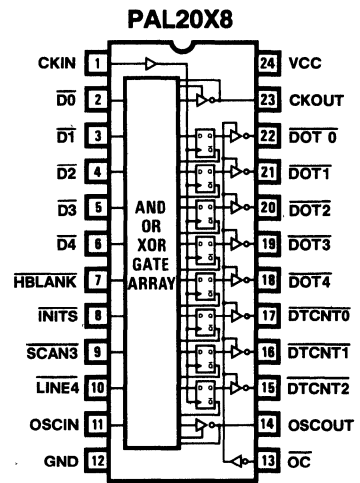 PAL20X8
CKIN 1 24 VCC
D0 2 23 CKOUT
D1 3 22 DOT 0
D2 4 21 DOT1
D3 5 20 DOT2
D4 6 19 DOT3
HBLANK 7 18 DOT4
INITS 8 17 DTCNT0
SCAN3 9 16 DTCNT1
LINE4 10 15 DTCNT2
OSCIN 11 14 OSCOUT
GND 12 13 OC
AND
OR
XOR
GATE
ARRAY